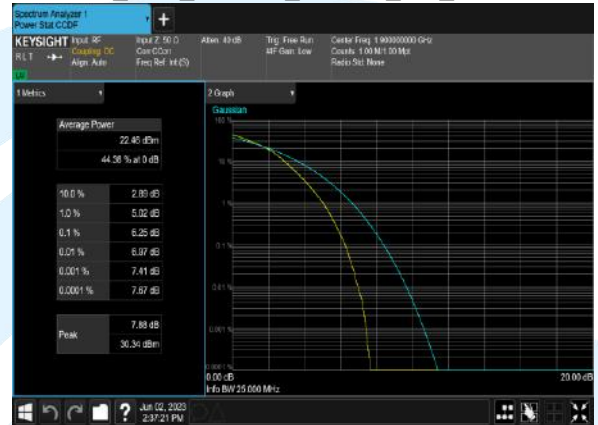 Spectrum Analyzer 1
Power Stat CCDF
+
KEYSIGHT Input: RF Input Z: 50 Ω Atten: 40 dB Trig: Free Run Center Freq: 1.900000000 GHz
RLT Coupling: DC Corr CCorr #IF Gain: Low Counts: 1.00 M/1.00 Mpt
Align: Auto Freq Ref: Int (S) Radio Std: None
1 Metrics
2 Graph
Gaussian
Average Power
22.46 dBm
44.36 % at 0 dB
10.0 % 2.89 dB
1.0 % 5.02 dB
0.1 % 6.25 dB
0.01 % 6.97 dB
0.001 % 7.41 dB
0.0001 % 7.67 dB
Peak
7.88 dB
30.34 dBm
100 %
10 %
1 %
0.1 %
0.01 %
0.001 %
0.0001 %
0.00 dB 20.00 dB
Info BW 25.000 MHz
? Jun 02, 2023
2:37:21 PM